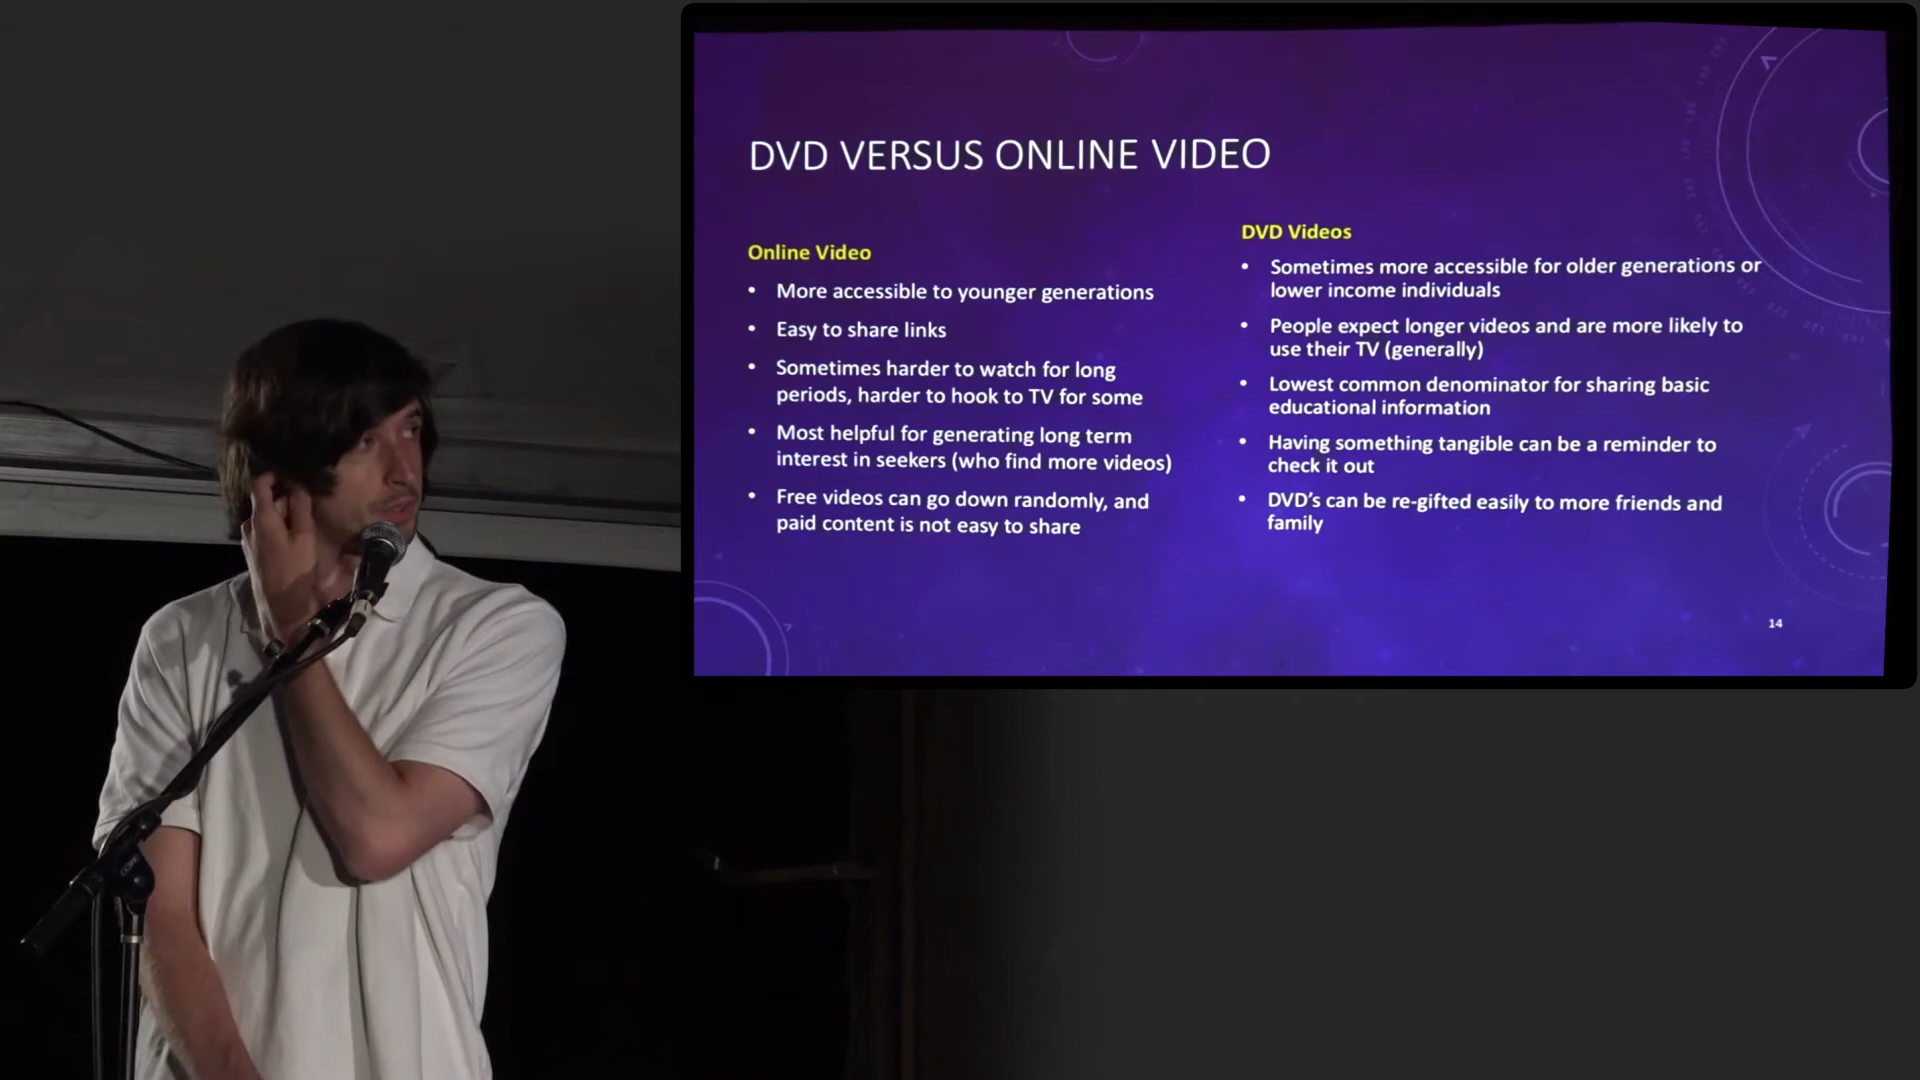 DVD VERSUS ONLINE VIDEO
Online Video
• More accessible to younger generations
• Easy to share links
• Sometimes harder to watch for long
periods, harder to hook to TV for some
• Most helpful for generating long term
interest in seekers (who find more videos)
• Free videos can go down randomly, and
paid content is not easy to share
DVD Videos
• Sometimes more accessible for older generations or
lower income individuals
• People expect longer videos and are more likely to
use their TV (generally)
• Lowest common denominator for sharing basic
educational information
• Having something tangible can be a reminder to
check it out
• DVD’s can be re-gifted easily to more friends and
family
14